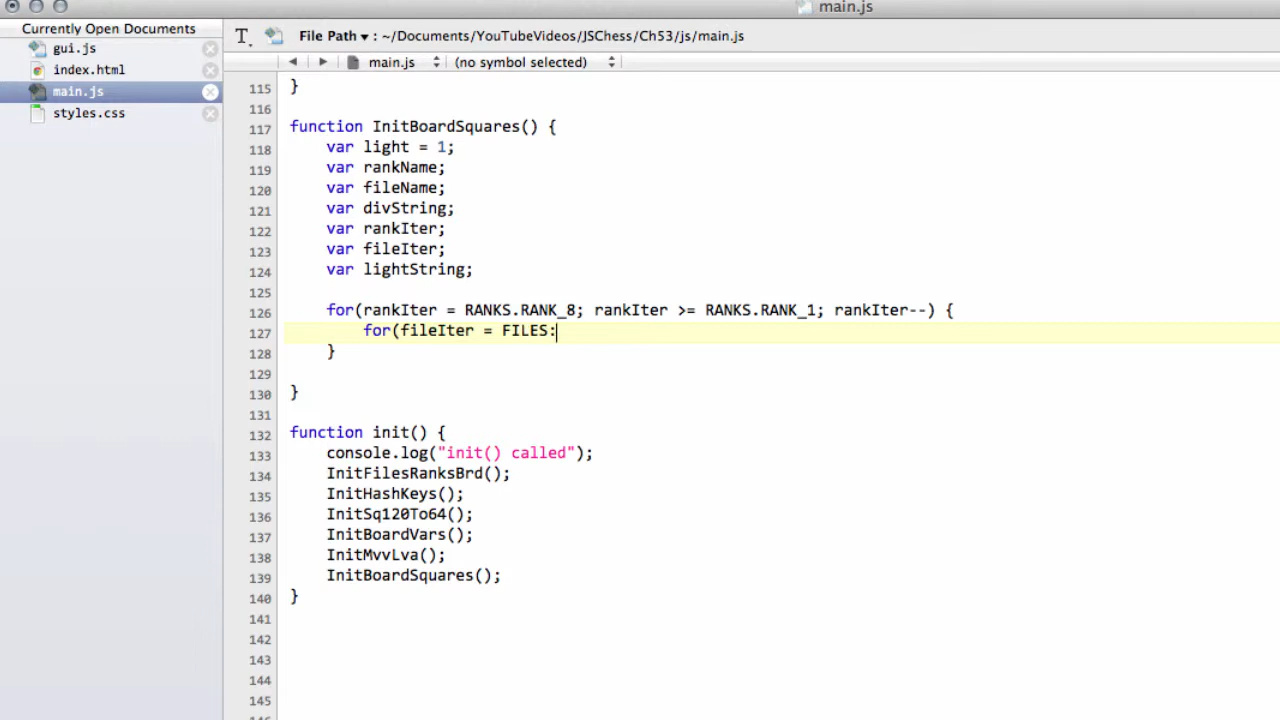 main.js
Currently Open Documents
gui.js
index.html
main.js
styles.css
T. File Path ▾ : ~/Documents/YouTubeVideos/JSChess/Ch53/js/main.js
main.js (no symbol selected)
115 }
116
117 function InitBoardSquares() {
118 var light = 1;
119 var rankName;
120 var fileName;
121 var divString;
122 var rankIter;
123 var fileIter;
124 var lightString;
125
126 for(rankIter = RANKS.RANK_8; rankIter >= RANKS.RANK_1; rankIter--) {
127 for(fileIter = FILES:
128 }
129
130 }
131
132 function init() {
133 console.log("init() called");
134 InitFilesRanksBrd();
135 InitHashKeys();
136 InitSq120To64();
137 InitBoardVars();
138 InitMvvLva();
139 InitBoardSquares();
140 }
141
142
143
144
145
146